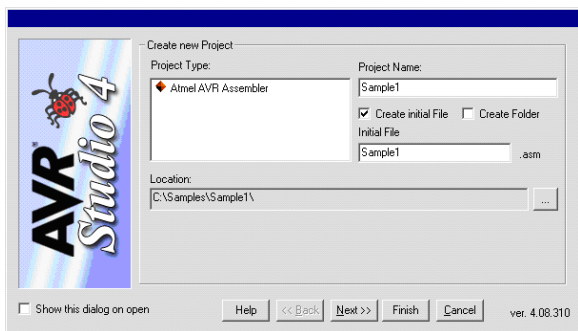 AVR®
Studio 4
Create new Project
Project Type:
Atmel AVR Assembler
Project Name:
Sample1
Create initial File
Create Folder
Initial File
Sample1
.asm
Location:
C:\Samples\Sample1\
...
Show this dialog on open
Help
<< Back
Next >>
Finish
Cancel
ver. 4.08.310